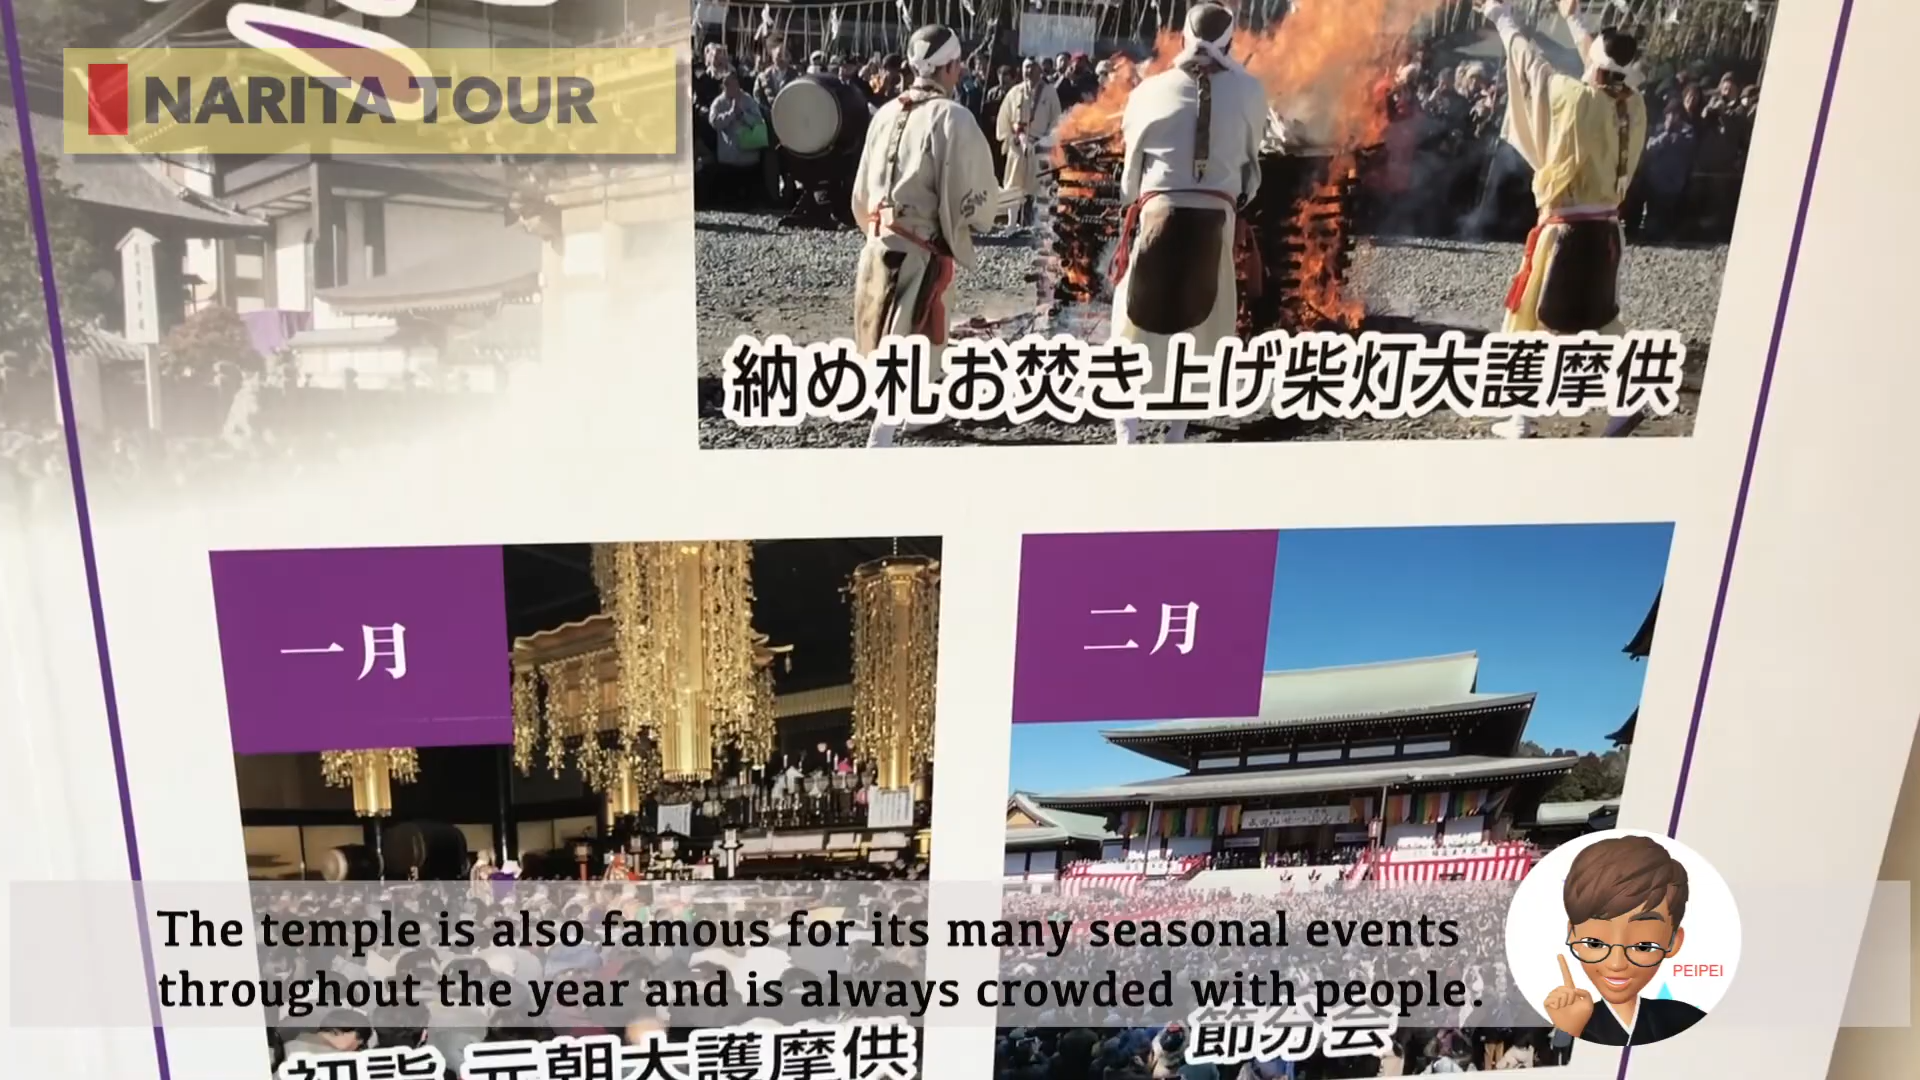 NARITA TOUR
納め札お焚き上げ柴灯大護摩供
一月
二月
The temple is also famous for its many seasonal events
throughout the year and is always crowded with people.
PEIPEI
節分会
初詣 元朝大護摩供